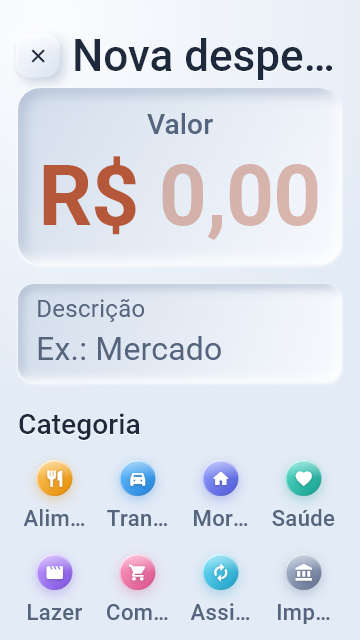 Nova despe...
Valor
R$ 0,00
Descrição
Ex.: Mercado
Categoria
Alim... Tran... Mor... Saúde
Lazer Com... Assi... Imp...